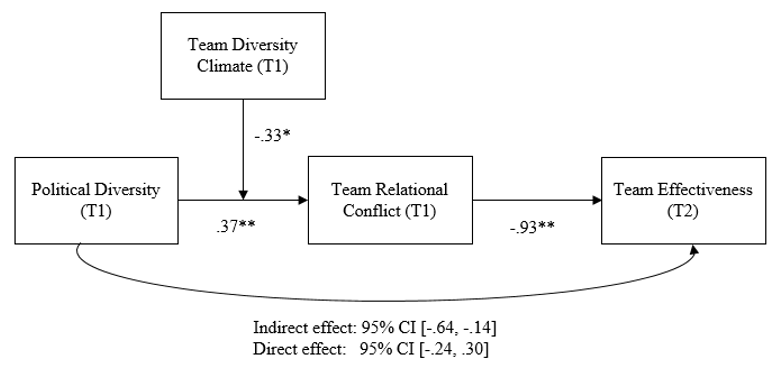 Team Diversity
Climate (T1)
-.33*
Political Diversity
(T1)
.37**
Team Relational
Conflict (T1)
-.93**
Team Effectiveness
(T2)
Indirect effect: 95% CI [-.64, -.14]
Direct effect: 95% CI [-.24, .30]